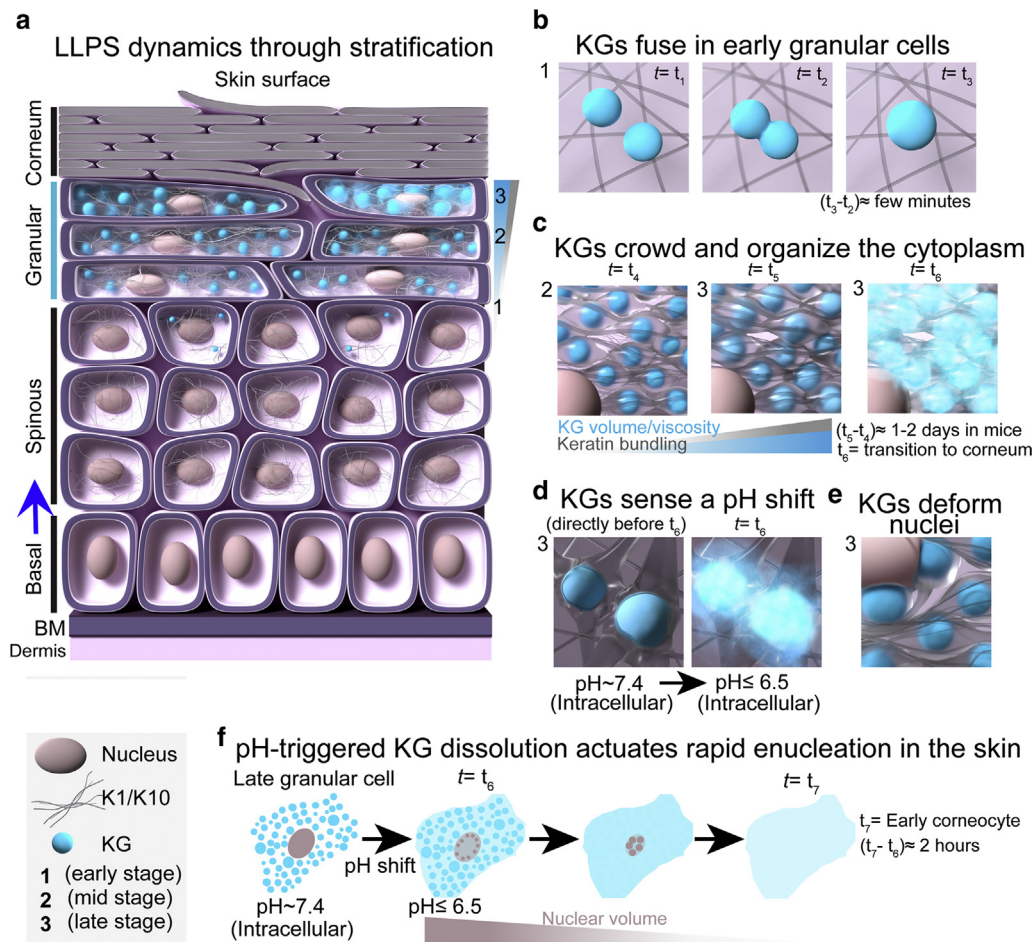 a
LLPS dynamics through stratification
Skin surface
Corneum
Granular
Spinous
Basal
BM
Dermis
3
2
1
Nucleus
K1/K10
KG
1 (early stage)
2 (mid stage)
3 (late stage)
b
KGs fuse in early granular cells
1
t= t1
t= t2
t= t3
(t3-t2)≈ few minutes
c
KGs crowd and organize the cytoplasm
t= t4
t= t5
t= t6
2
3
3
KG volume/viscosity
Keratin bundling
(t5-t4)≈ 1-2 days in mice
t6= transition to corneum
d
KGs sense a pH shift
(directly before t6)
t= t6
3
pH~7.4
(Intracellular)
pH≤ 6.5
(Intracellular)
e
KGs deform
nuclei
3
f
pH-triggered KG dissolution actuates rapid enucleation in the skin
Late granular cell
t= t6
t= t7
pH shift
t7= Early corneocyte
(t7- t6)≈ 2 hours
pH~7.4
(Intracellular)
pH≤ 6.5
Nuclear volume